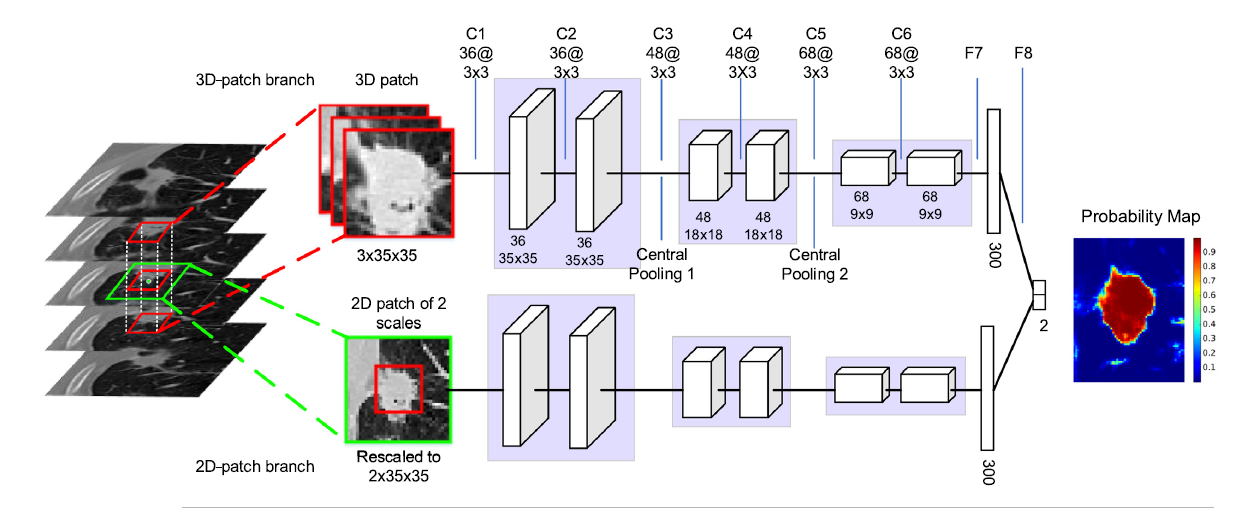 C1
36@
3x3
C2
36@
3x3
C3
48@
3x3
C4
48@
3X3
C5
68@
3x3
C6
68@
3x3
F7
F8
3D-patch branch
3D patch
3x35x35
36
35x35
36
35x35
48
18x18
48
18x18
68
9x9
68
9x9
Central
Pooling 1
Central
Pooling 2
300
2D patch of 2
scales
Rescaled to
2x35x35
2D-patch branch
300
2
Probability Map
0.9
0.8
0.7
0.6
0.5
0.4
0.3
0.2
0.1